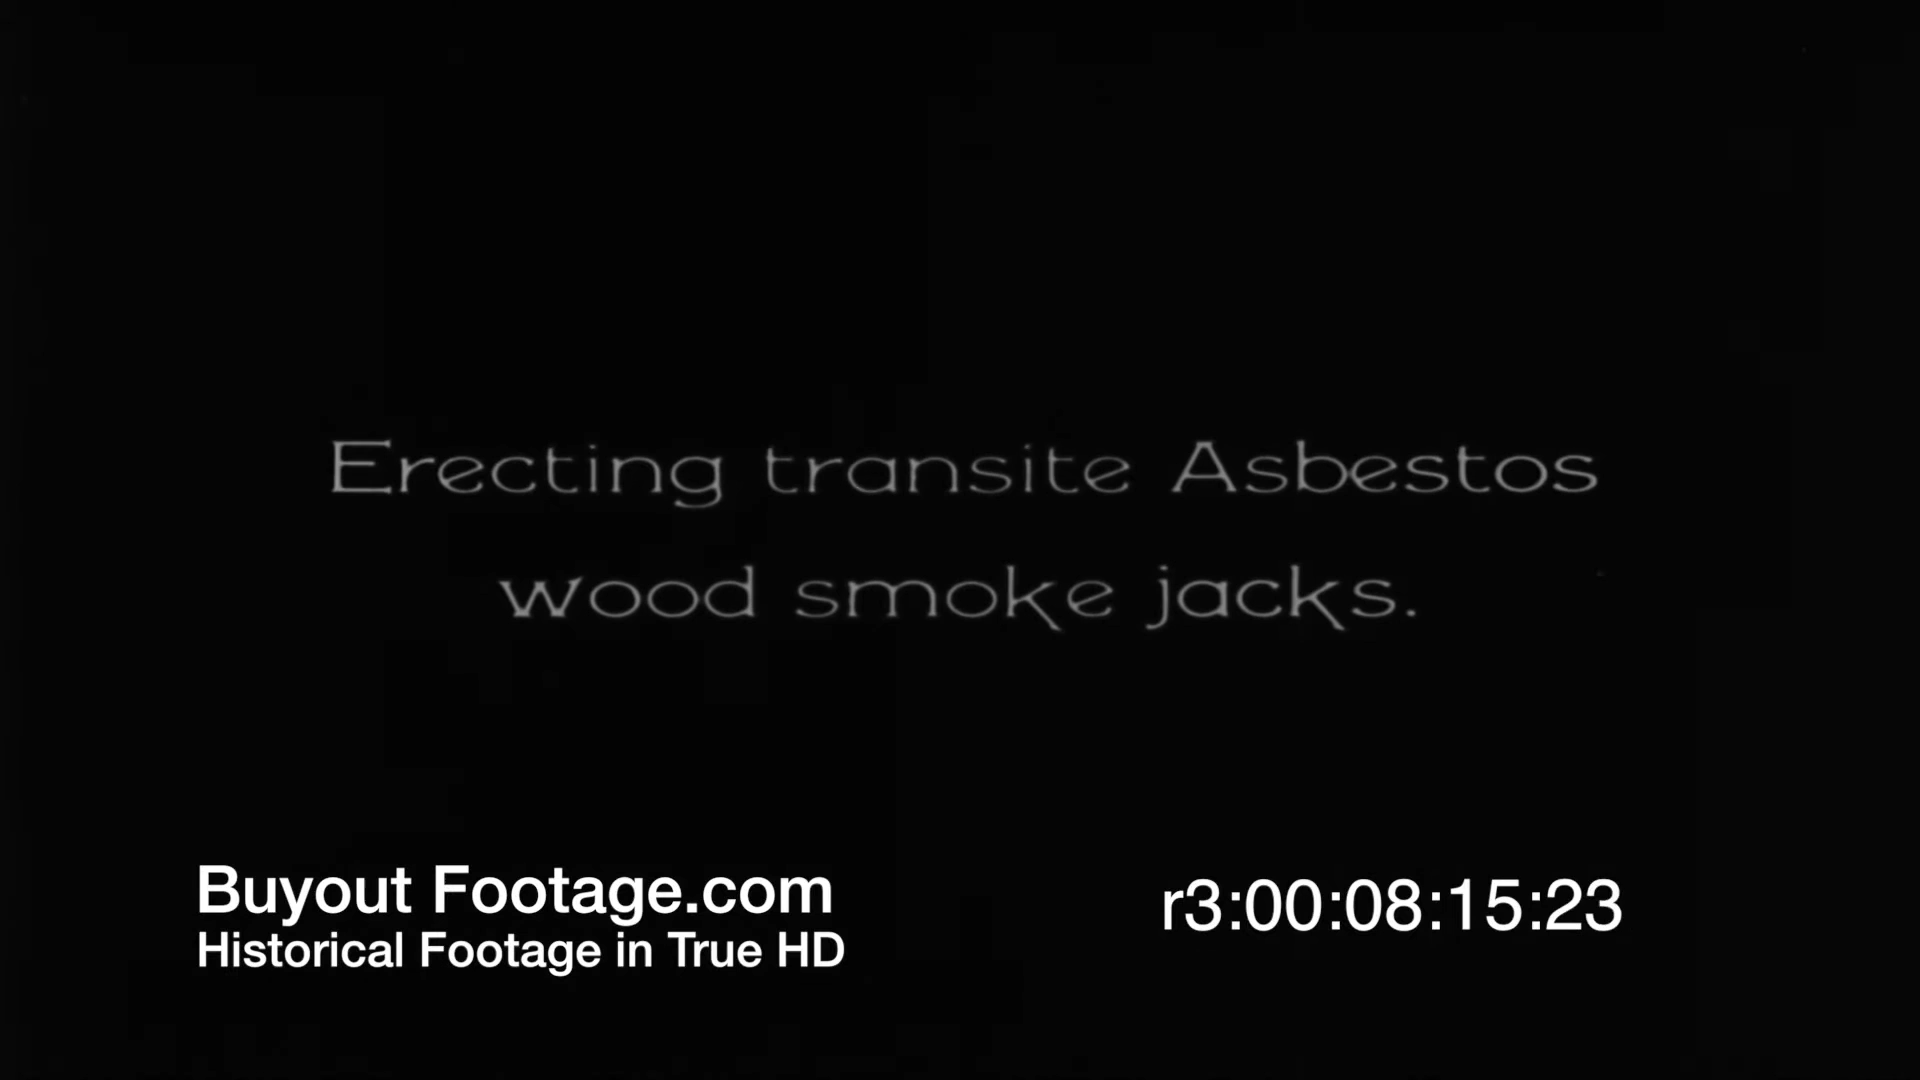 Erecting transite Asbestos
wood smoke jacks.
Buyout Footage.com
Historical Footage in True HD
r3:00:08:15:23